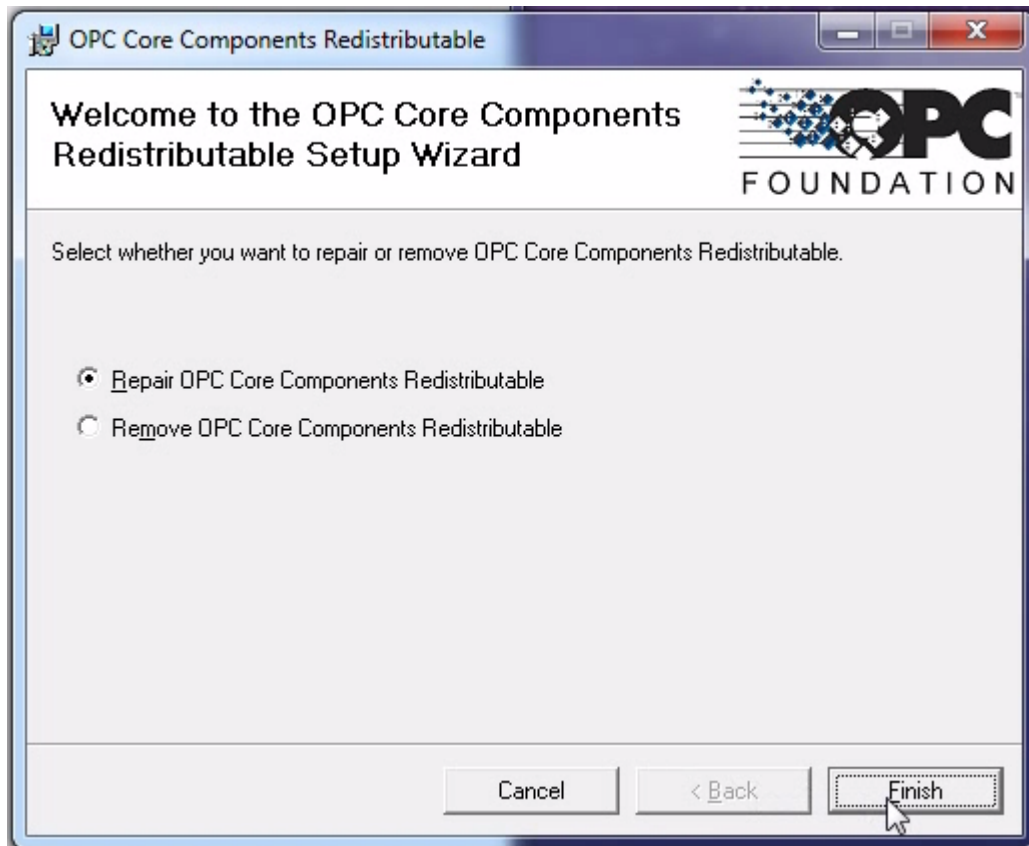 OPC Core Components Redistributable
Welcome to the OPC Core Components
Redistributable Setup Wizard
OPC
FOUNDATION
Select whether you want to repair or remove OPC Core Components Redistributable.
Repair OPC Core Components Redistributable
Remove OPC Core Components Redistributable
Cancel
< Back
Finish